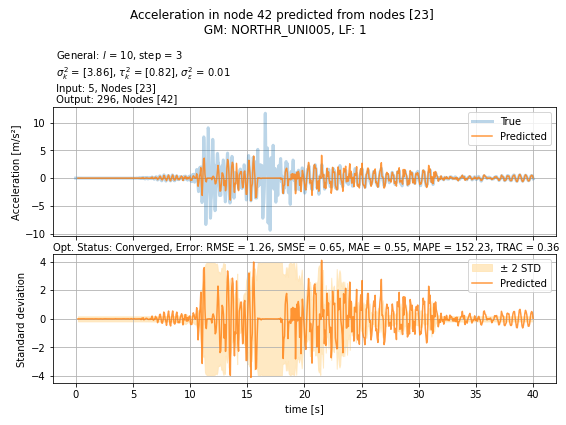 Acceleration in node 42 predicted from nodes [23]
GM: NORTHR_UNI005, LF: 1
General: l = 10, step = 3
σ²ₖ = [3.86], τ²ₖ = [0.82], σ²ε = 0.01
Input: 5, Nodes [23]
Output: 296, Nodes [42]
Acceleration [m/s²]
10
5
0
−5
−10
True
Predicted
Opt. Status: Converged, Error: RMSE = 1.26, SMSE = 0.65, MAE = 0.55, MAPE = 152.23, TRAC = 0.36
Standard deviation
4
2
0
−2
−4
± 2 STD
Predicted
0 5 10 15 20 25 30 35 40
time [s]